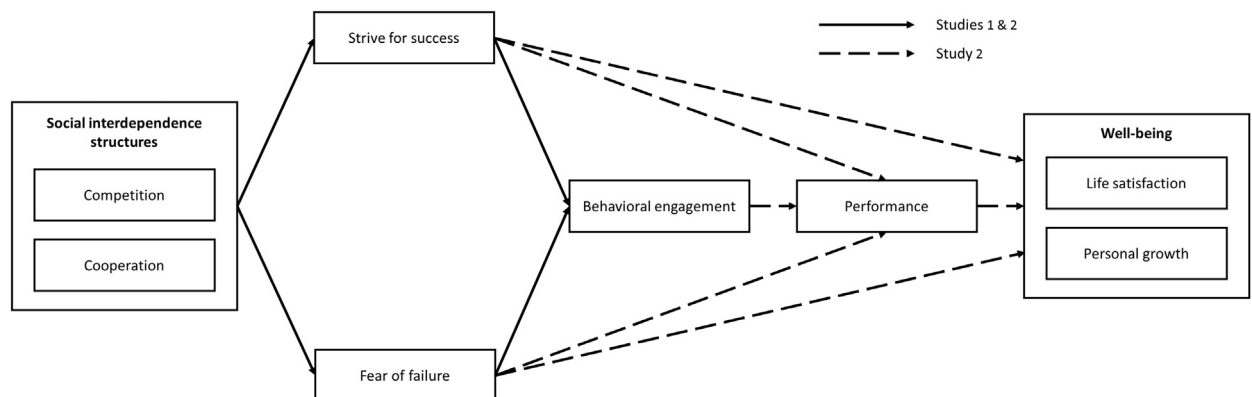 Strive for success
Studies 1 & 2
Study 2
Social interdependence
structures
Competition
Cooperation
Behavioral engagement
Performance
Well-being
Life satisfaction
Personal growth
Fear of failure